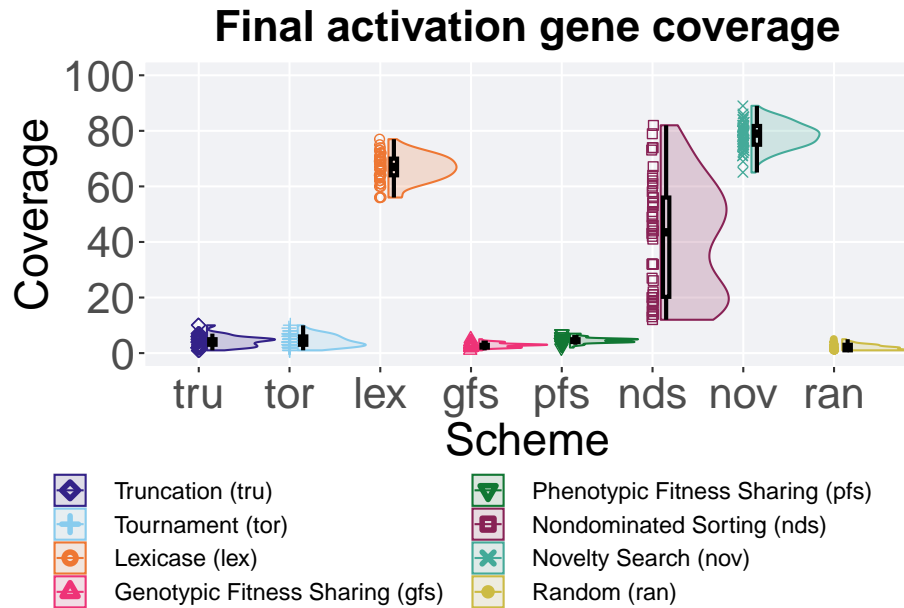 Final activation gene coverage
Coverage
100
80
60
40
20
0
tru tor lex gfs pfs nds nov ran
Scheme
Truncation (tru)
Tournament (tor)
Lexicase (lex)
Genotypic Fitness Sharing (gfs)
Phenotypic Fitness Sharing (pfs)
Nondominated Sorting (nds)
Novelty Search (nov)
Random (ran)